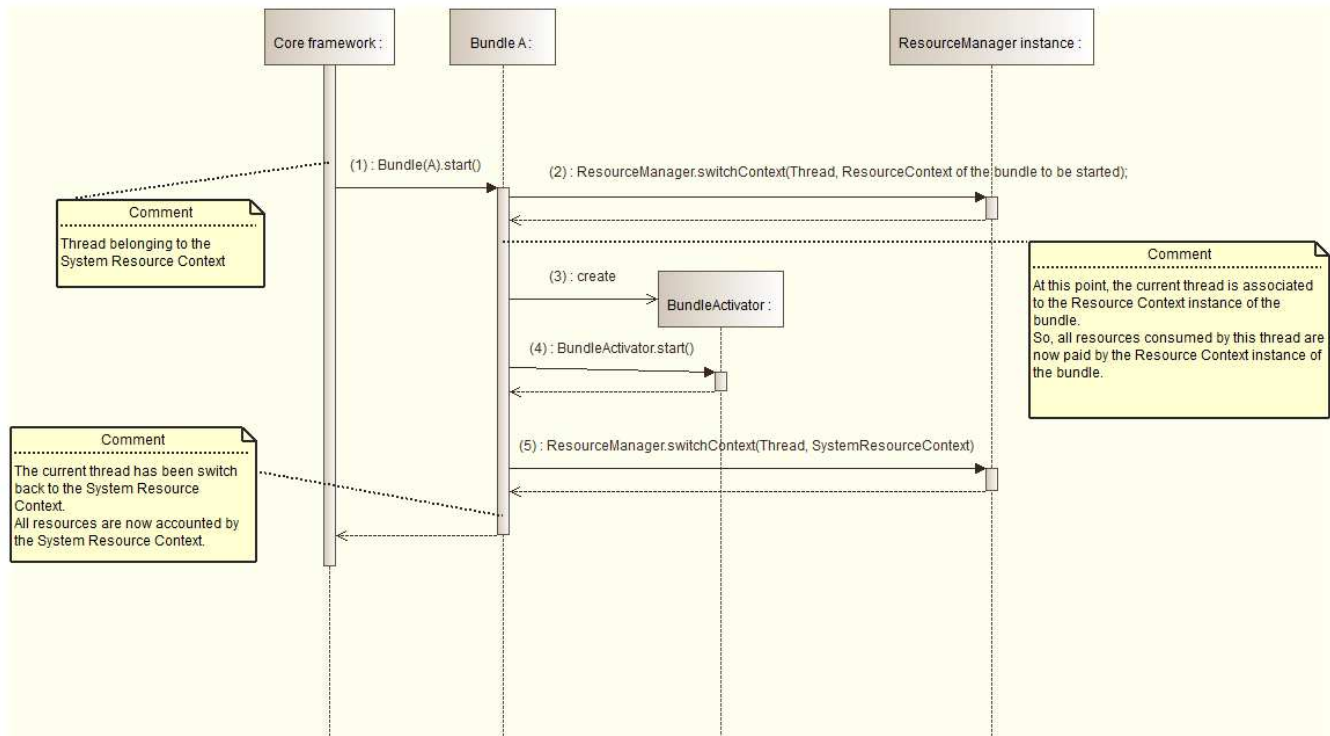 Core framework :
Bundle A :
ResourceManager instance :
(1) : Bundle(A).start()
(2) : ResourceManager.switchContext(Thread, ResourceContext of the bundle to be started);
Comment
Thread belonging to the
System Resource Context
Comment
At this point, the current thread is associated
to the Resource Context instance of the
bundle.
So, all resources consumed by this thread are
now paid by the Resource Context instance of
the bundle.
(3) : create
BundleActivator :
(4) : BundleActivator.start()
Comment
The current thread has been switch
back to the System Resource
Context.
All resources are now accounted by
the System Resource Context.
(5) : ResourceManager.switchContext(Thread, SystemResourceContext)